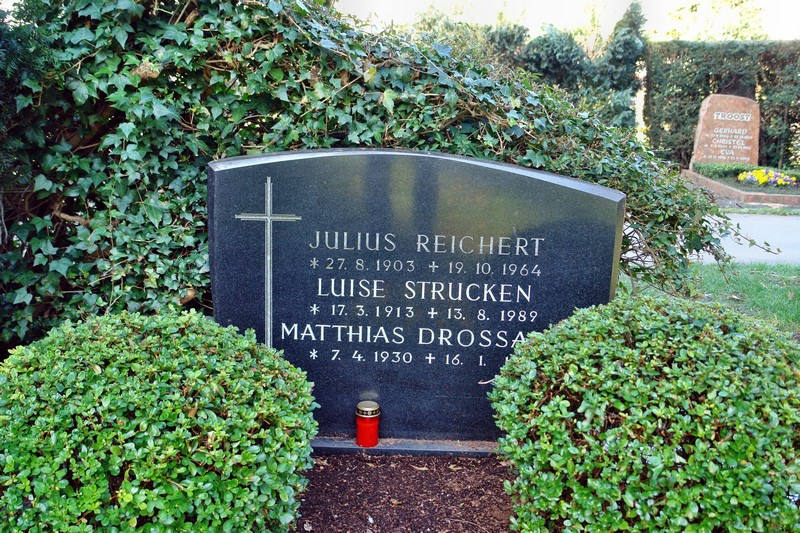 JULIUS REICHERT
* 27. 8. 1903 + 19. 10. 1964
LUISE STRUCKEN
* 17. 3. 1913 + 13. 8. 1989
MATTHIAS DROSSA
* 7. 4. 1930 + 16. 1.
TROOST
GERHARD
CHRISTEL